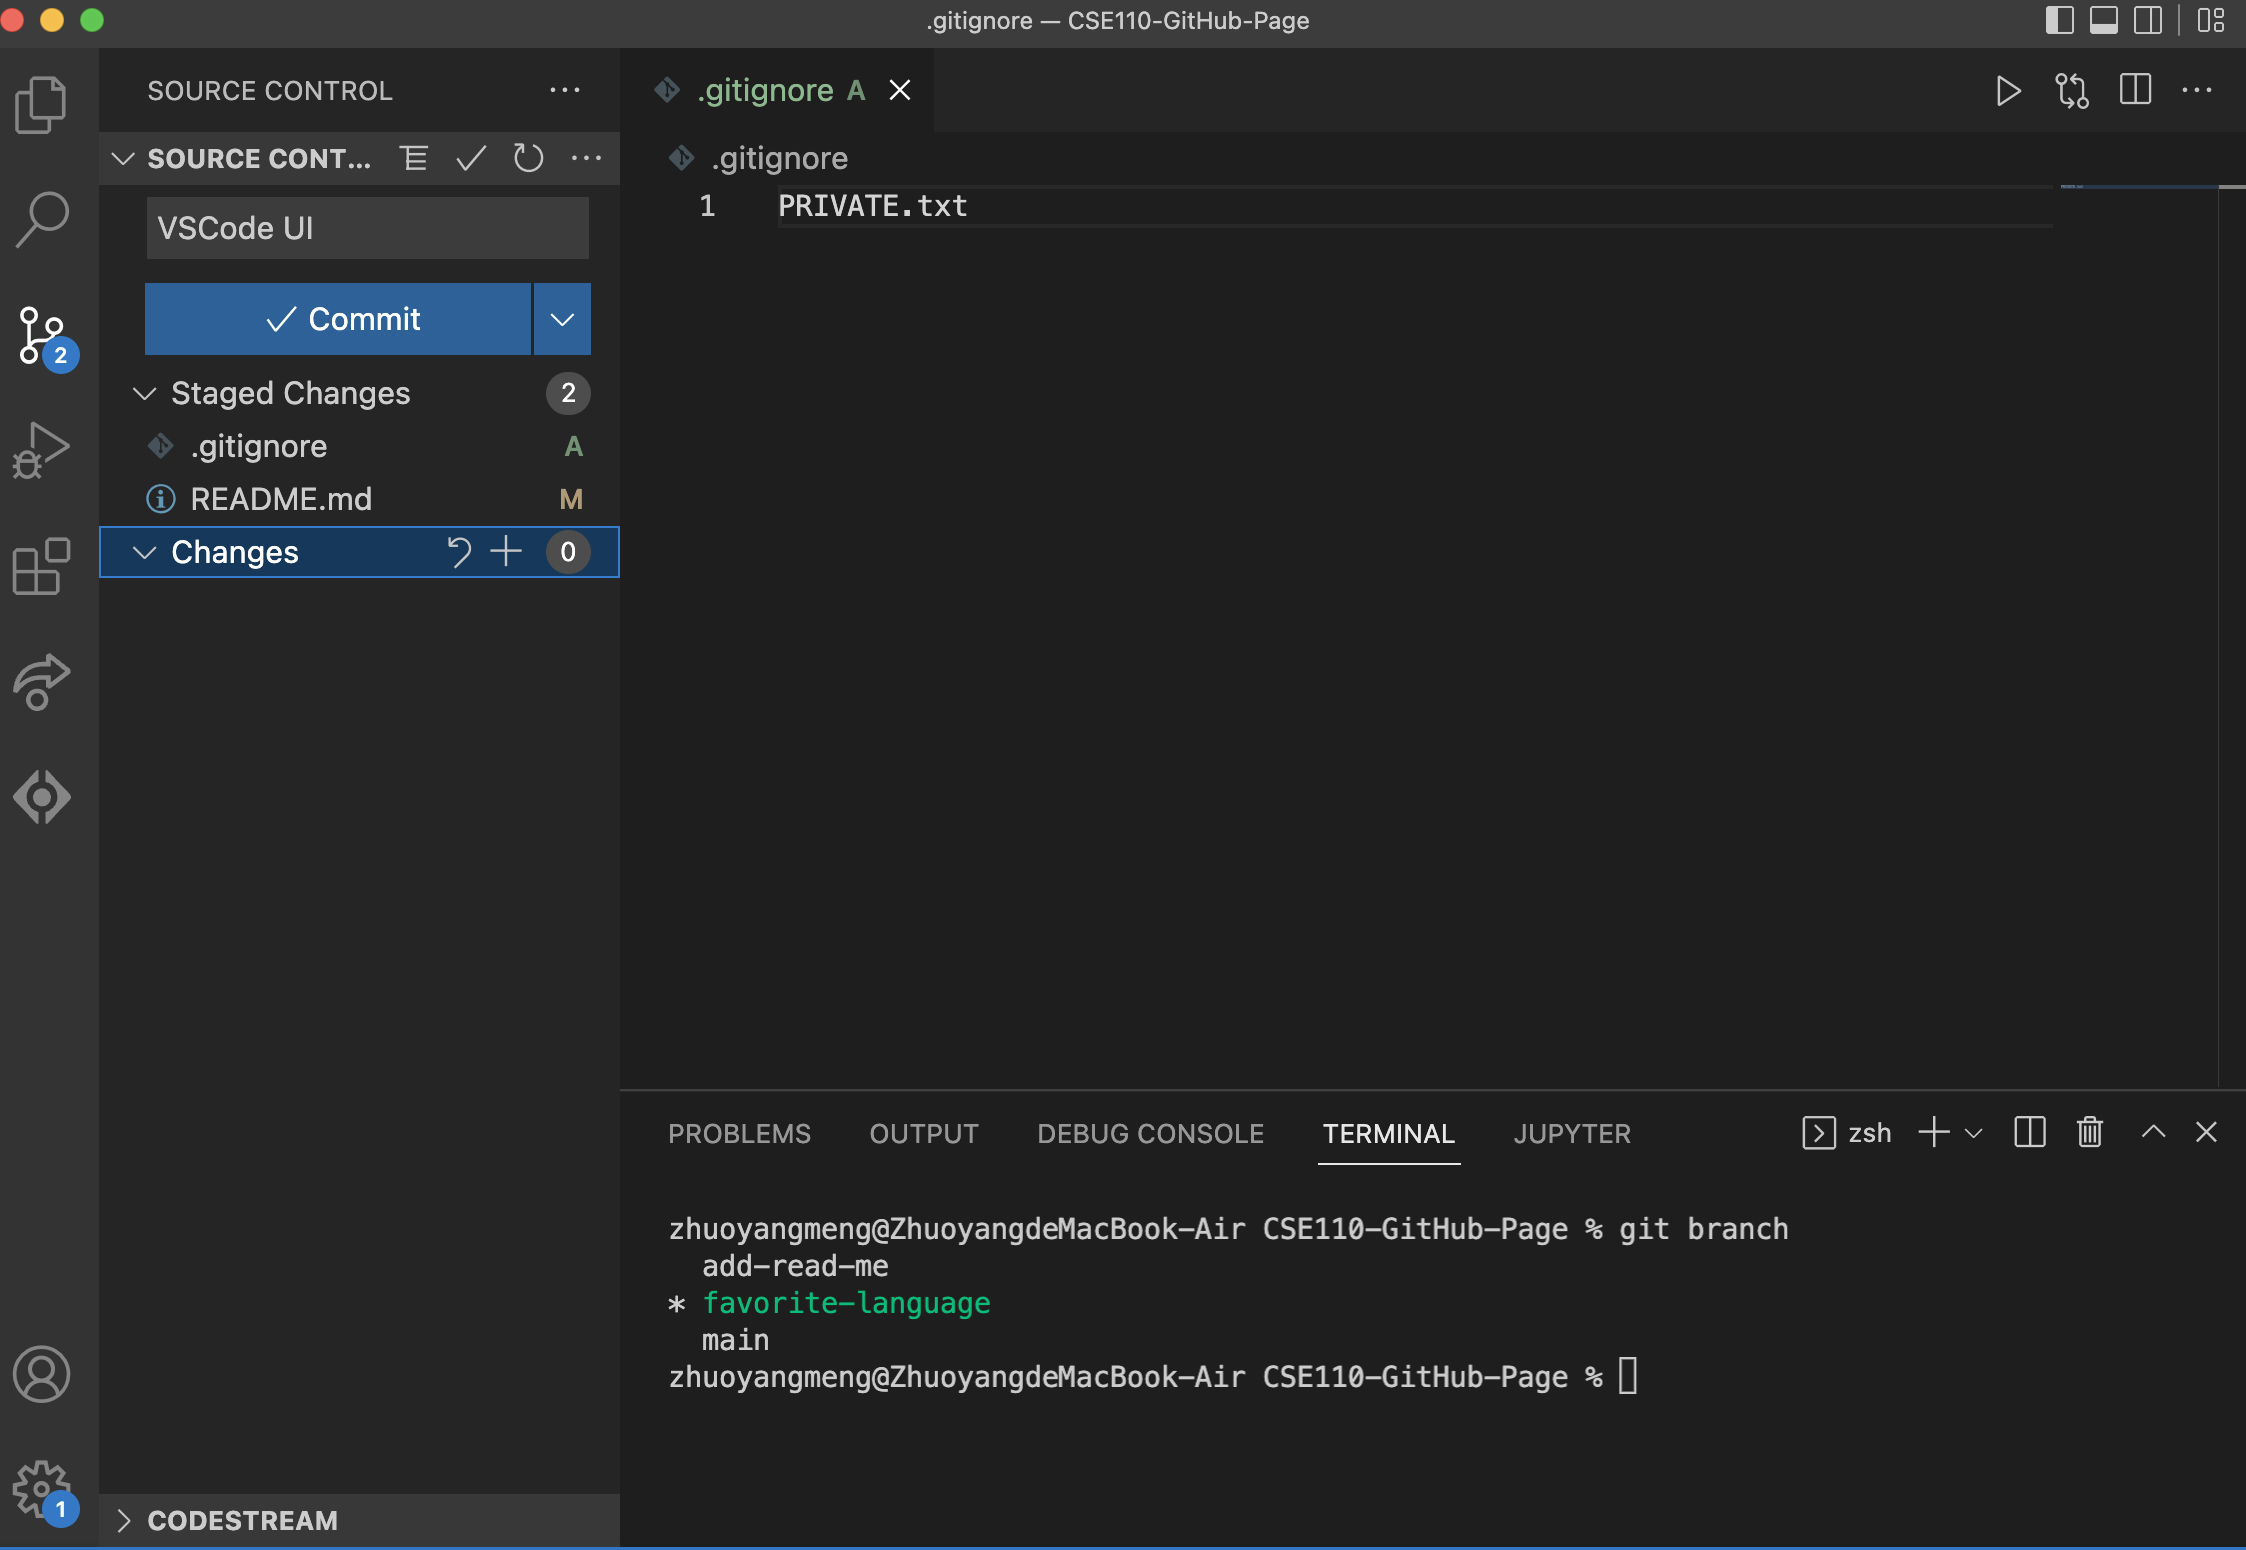 .gitignore — CSE110-GitHub-Page
SOURCE CONTROL
SOURCE CONT...
VSCode UI
Commit
Staged Changes 2
.gitignore A
README.md M
Changes 0
2
1
CODESTREAM
.gitignore A
.gitignore
1 PRIVATE.txt
PROBLEMS OUTPUT DEBUG CONSOLE TERMINAL JUPYTER zsh
zhuoyangmeng@ZhuoyangdeMacBook-Air CSE110-GitHub-Page % git branch
add-read-me
* favorite-language
main
zhuoyangmeng@ZhuoyangdeMacBook-Air CSE110-GitHub-Page %